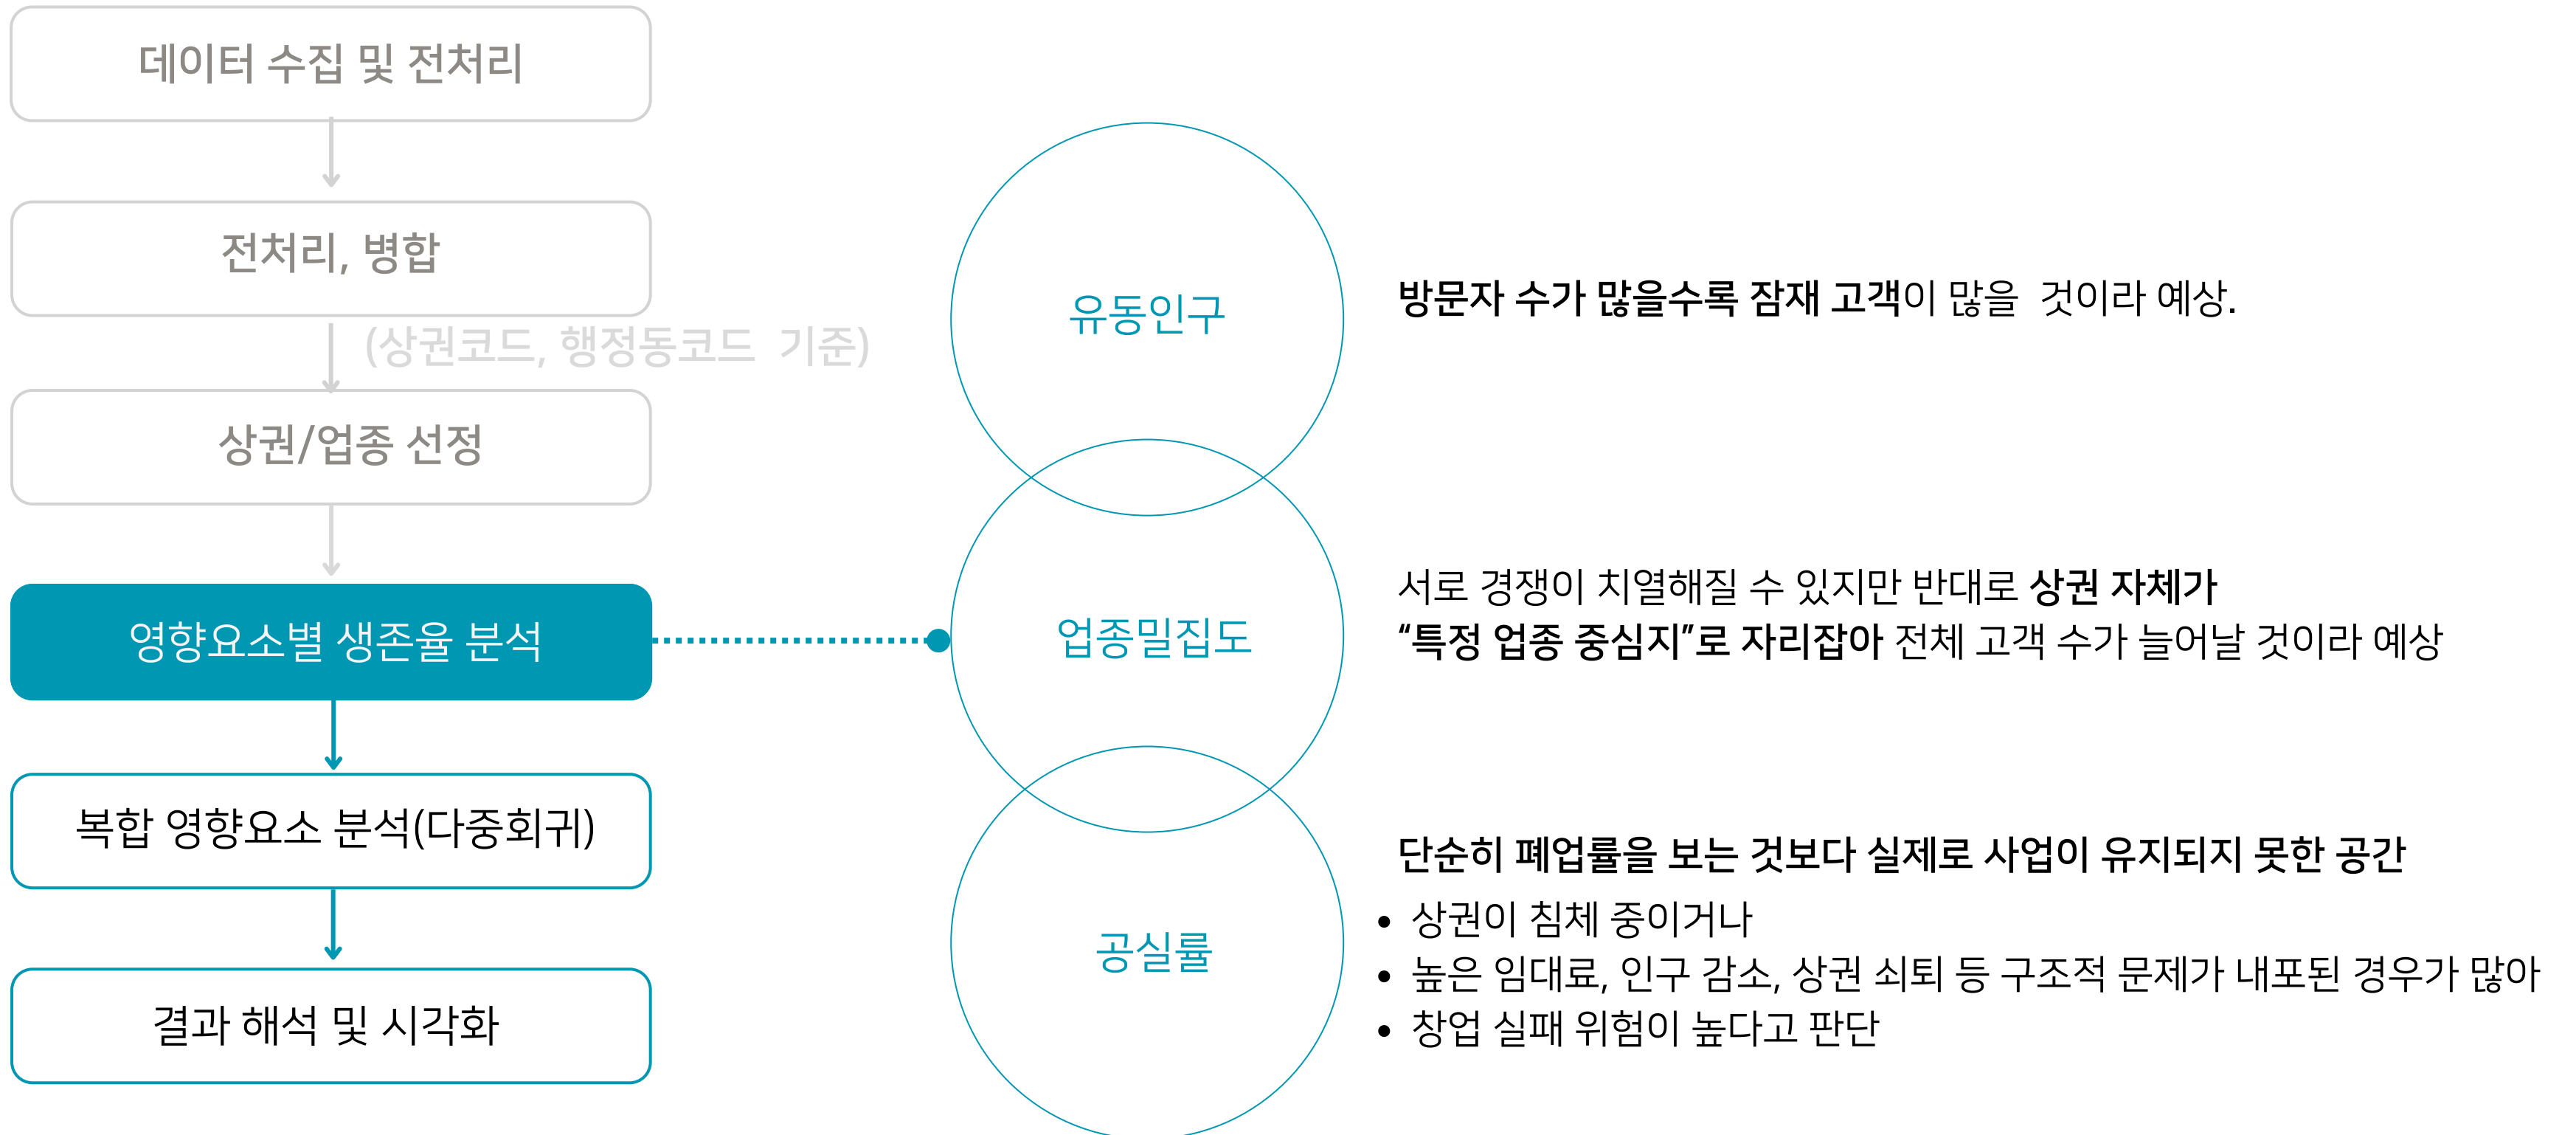 데이터 수집 및 전처리
전처리, 병합
(상권코드, 행정동코드 기준)
상권/업종 선정
영향요소별 생존율 분석
복합 영향요소 분석(다중회귀)
결과 해석 및 시각화
유동인구
방문자 수가 많을수록 잠재 고객이 많을 것이라 예상.
업종밀집도
서로 경쟁이 치열해질 수 있지만 반대로 상권 자체가
“특정 업종 중심지”로 자리잡아 전체 고객 수가 늘어날 것이라 예상
공실률
단순히 폐업률을 보는 것보다 실제로 사업이 유지되지 못한 공간
• 상권이 침체 중이거나
• 높은 임대료, 인구 감소, 상권 쇠퇴 등 구조적 문제가 내포된 경우가 많아
• 창업 실패 위험이 높다고 판단